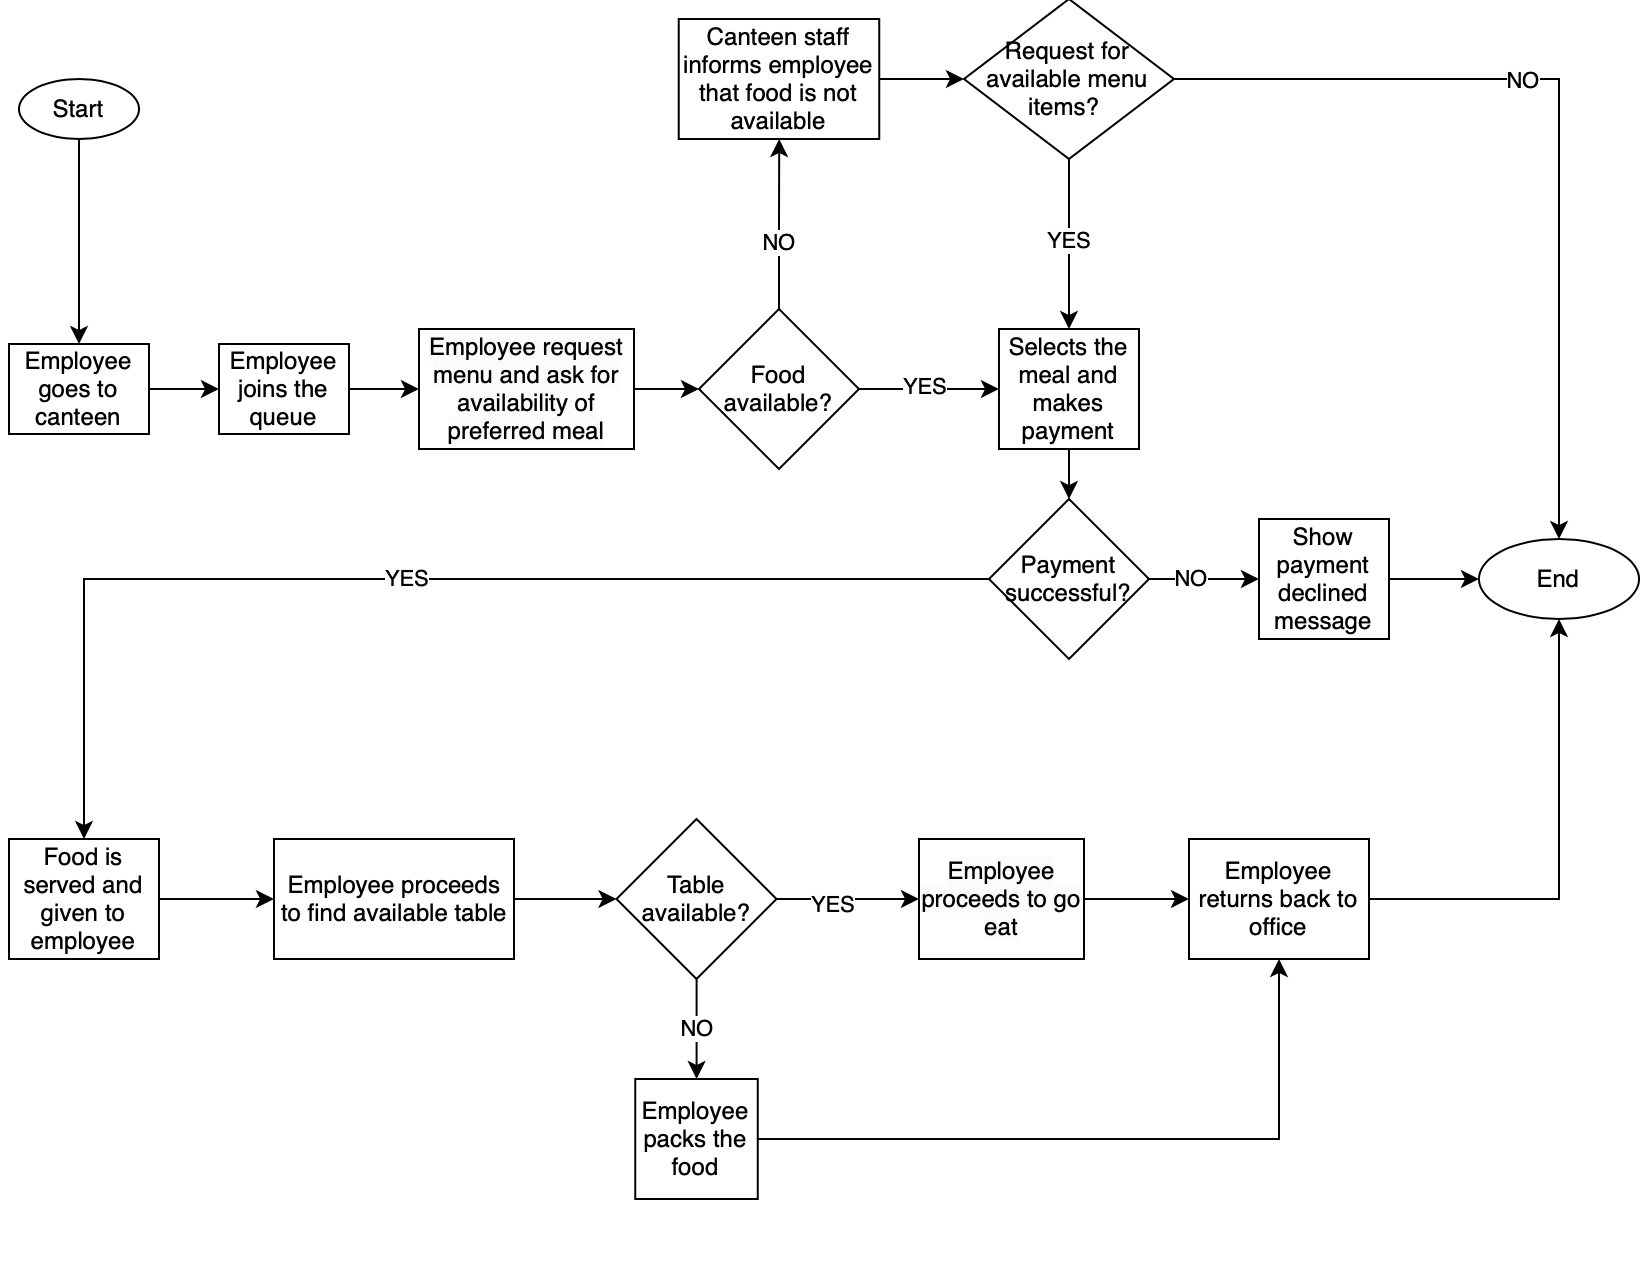 Start
Employee
goes to
canteen
Employee
joins the
queue
Employee request
menu and ask for
availability of
preferred meal
Food
available?
NO
Canteen staff
informs employee
that food is not
available
Request for
available menu
items?
NO
YES
YES
Selects the
meal and
makes
payment
Payment
successful?
NO
Show
payment
declined
message
End
YES
Food is
served and
given to
employee
Employee proceeds
to find available table
Table
available?
YES
Employee
proceeds to go
eat
Employee
returns back to
office
NO
Employee
packs the
food